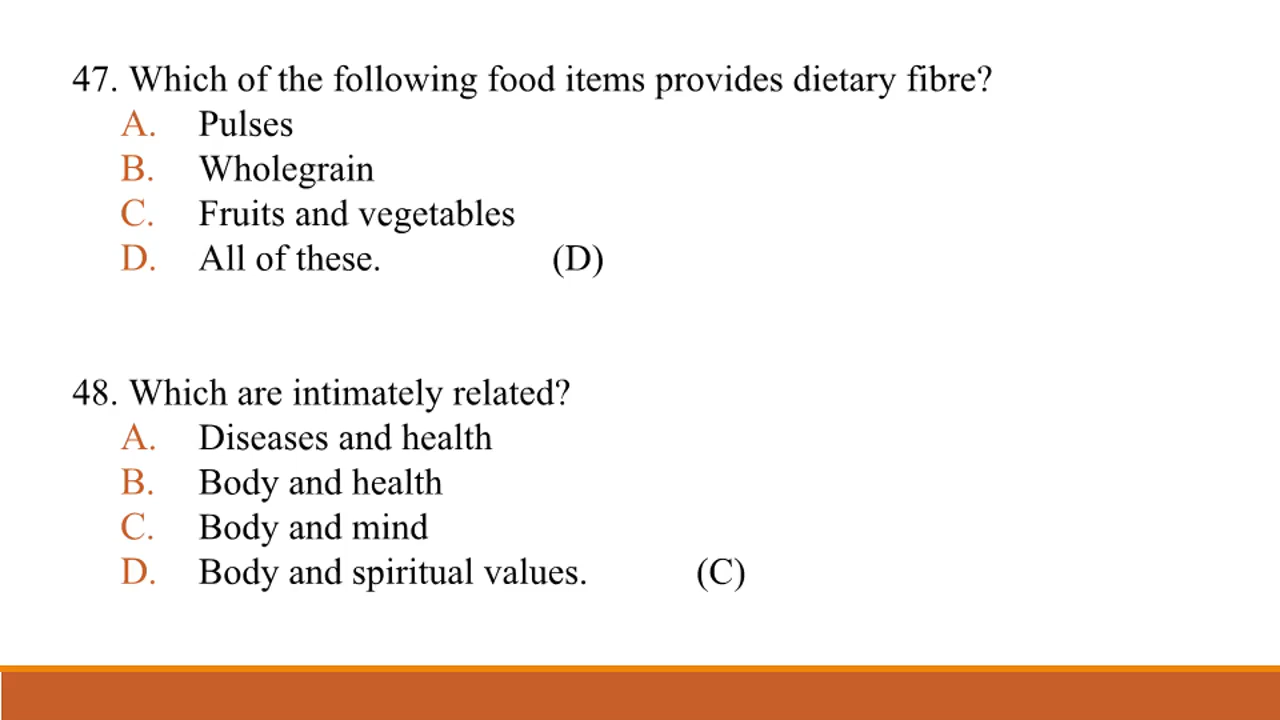 47. Which of the following food items provides dietary fibre?
A. Pulses
B. Wholegrain
C. Fruits and vegetables
D. All of these. (D)
48. Which are intimately related?
A. Diseases and health
B. Body and health
C. Body and mind
D. Body and spiritual values. (C)